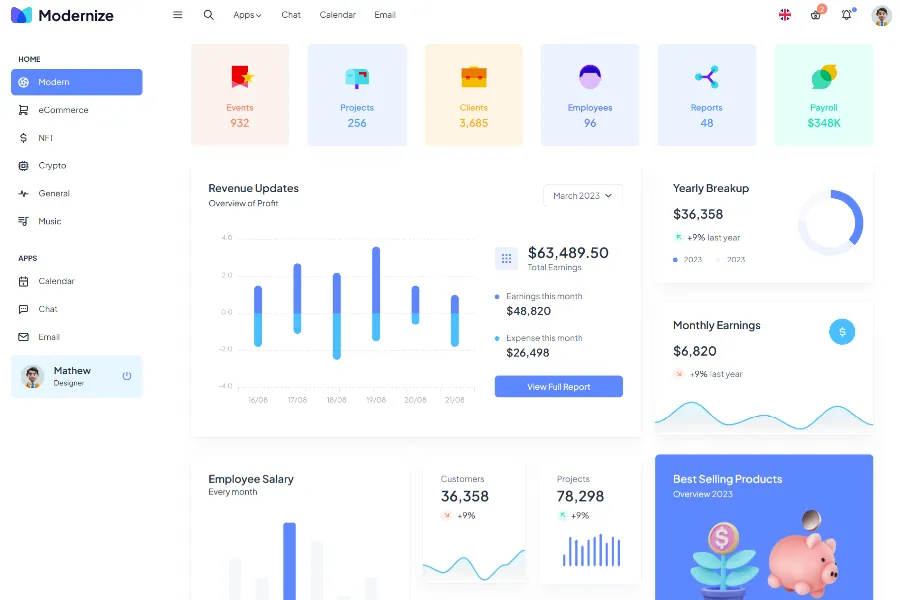 Modernize
Apps
Chat
Calendar
Email
2
HOME
Modern
eCommerce
NFT
Crypto
General
Music
APPS
Calendar
Chat
Email
Mathew
Designer
Events
932
Projects
256
Clients
3,685
Employees
96
Reports
48
Payroll
$348K
Revenue Updates
Overview of Profit
March 2023
4.0
2.0
0.0
-2.0
-4.0
16/08
17/08
18/08
19/08
20/08
21/08
$63,489.50
Total Earnings
Earnings this month
$48,820
Expense this month
$26,498
View Full Report
Yearly Breakup
$36,358
+9% last year
2023
2023
Monthly Earnings
$
$6,820
+9% last year
Employee Salary
Every month
Customers
36,358
+9%
Projects
78,298
+9%
Best Selling Products
Overview 2023
$